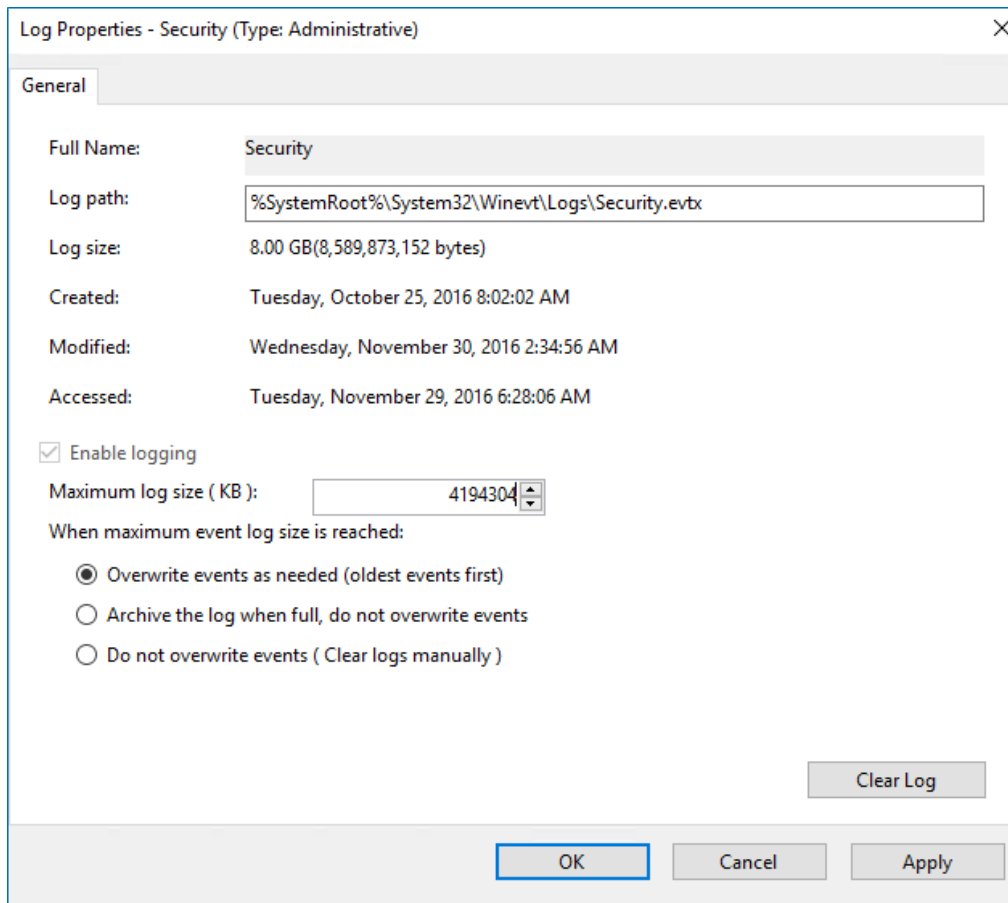 Log Properties - Security (Type: Administrative)
General
Full Name: Security
Log path: %SystemRoot%\System32\Winevt\Logs\Security.evtx
Log size: 8.00 GB(8,589,873,152 bytes)
Created: Tuesday, October 25, 2016 8:02:02 AM
Modified: Wednesday, November 30, 2016 2:34:56 AM
Accessed: Tuesday, November 29, 2016 6:28:06 AM
Enable logging
Maximum log size ( KB ): 4194304
When maximum event log size is reached:
Overwrite events as needed (oldest events first)
Archive the log when full, do not overwrite events
Do not overwrite events ( Clear logs manually )
Clear Log
OK Cancel Apply